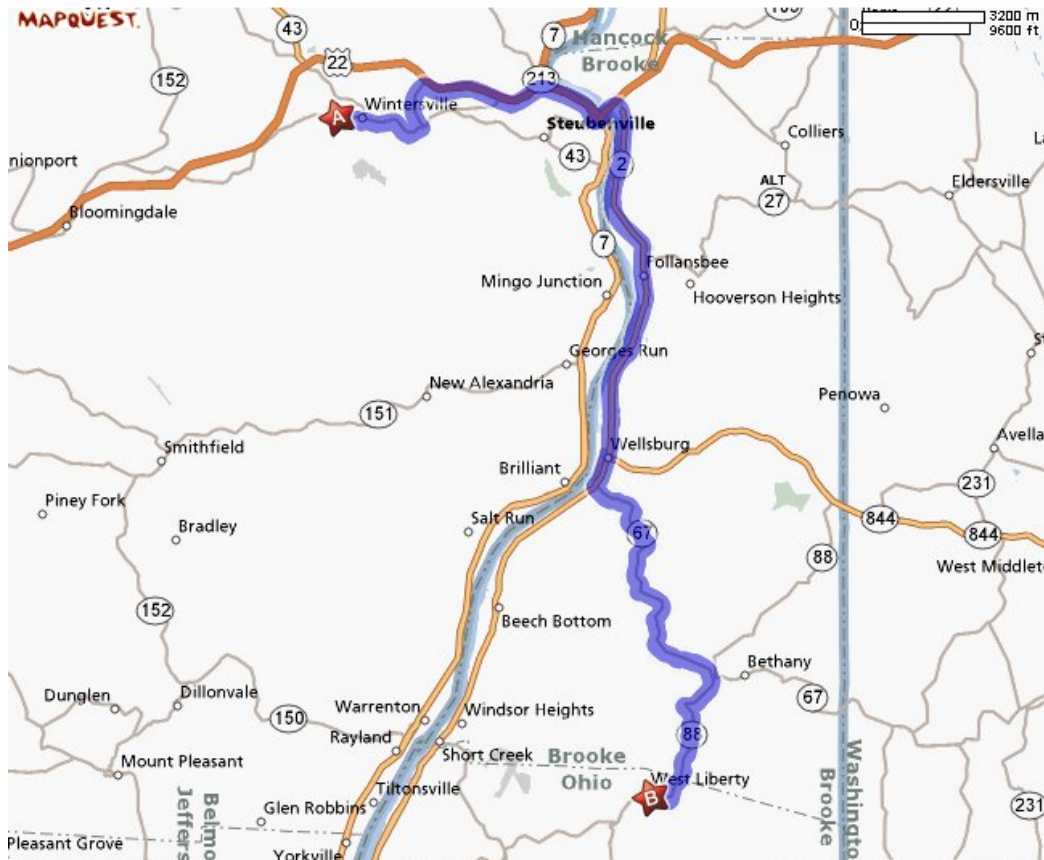 MAPQUEST.
43
7
Hancock
Brooke
3200 m
0
9600 ft
22
152
213
A
Wintersville
Steubenville
43
2
Colliers
nionport
ALT
27
Eldersville
Bloomingdale
7
Follansbee
Mingo Junction
Hooverson Heights
Georges Run
New Alexandria
151
Penowa
Smithfield
Wellsburg
Avella
Brilliant
231
Piney Fork
Bradley
Salt Run
67
844
844
88
West Middlet
152
Beech Bottom
Bethany
Dunglen
Dillonvale
67
150
Warrenton
Windsor Heights
88
Rayland
Short Creek
Brooke
Ohio
Washingto
Brooke
Mount Pleasant
West Liberty
B
Tiltonsville
Glen Robbins
231
Belmo
Jeffers
Pleasant Grove
Yorkville